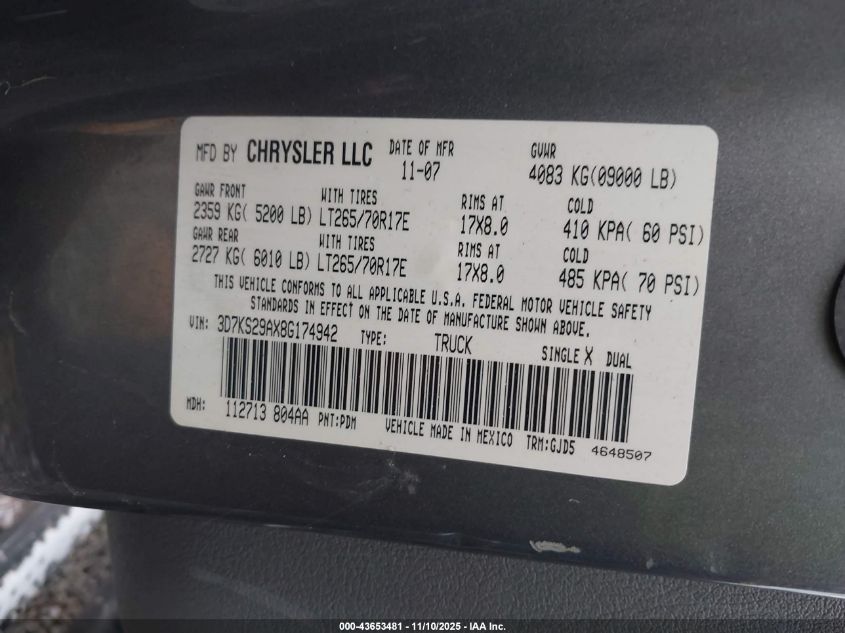 MFD BY CHRYSLER LLC DATE OF MFR 11-07 GVWR 4083 KG(09000 LB)
GAWR FRONT WITH TIRES RIMS AT COLD
2359 KG( 5200 LB) LT265/70R17E 17X8.0 410 KPA( 60 PSI)
GAWR REAR WITH TIRES RIMS AT COLD
2727 KG( 6010 LB) LT265/70R17E 17X8.0 485 KPA( 70 PSI)
THIS VEHICLE CONFORMS TO ALL APPLICABLE U.S.A. FEDERAL MOTOR VEHICLE SAFETY
STANDARDS IN EFFECT ON THE DATE OF MANUFACTURE SHOWN ABOVE.
VIN: 3D7KS29AX8G174942 TYPE: TRUCK SINGLE X DUAL
MDH: 112713 804AA PNT:PDM VEHICLE MADE IN MEXICO TRM:GJD5 4648507
000-43653481 - 11/10/2025 - IAA Inc.